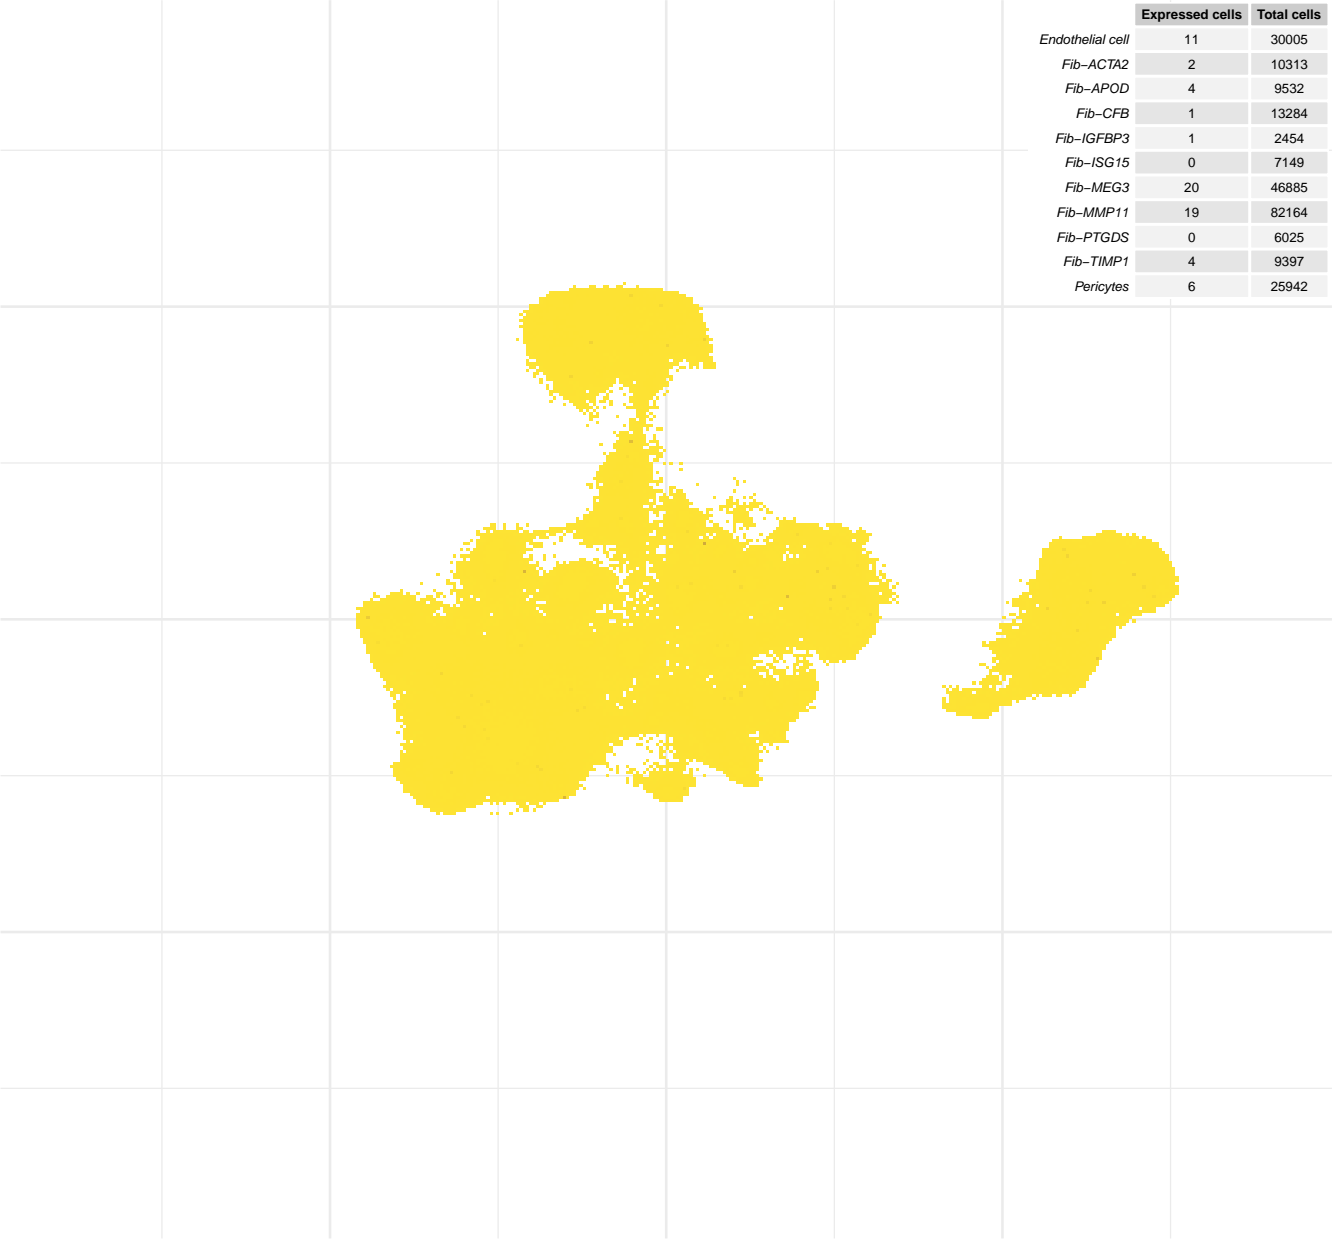 Expressed cells Total cells
Endothelial cell 11 30005
Fib−ACTA2 2 10313
Fib−APOD 4 9532
Fib−CFB 1 13284
Fib−IGFBP3 1 2454
Fib−ISG15 0 7149
Fib−MEG3 20 46885
Fib−MMP11 19 82164
Fib−PTGDS 0 6025
Fib−TIMP1 4 9397
Pericytes 6 25942